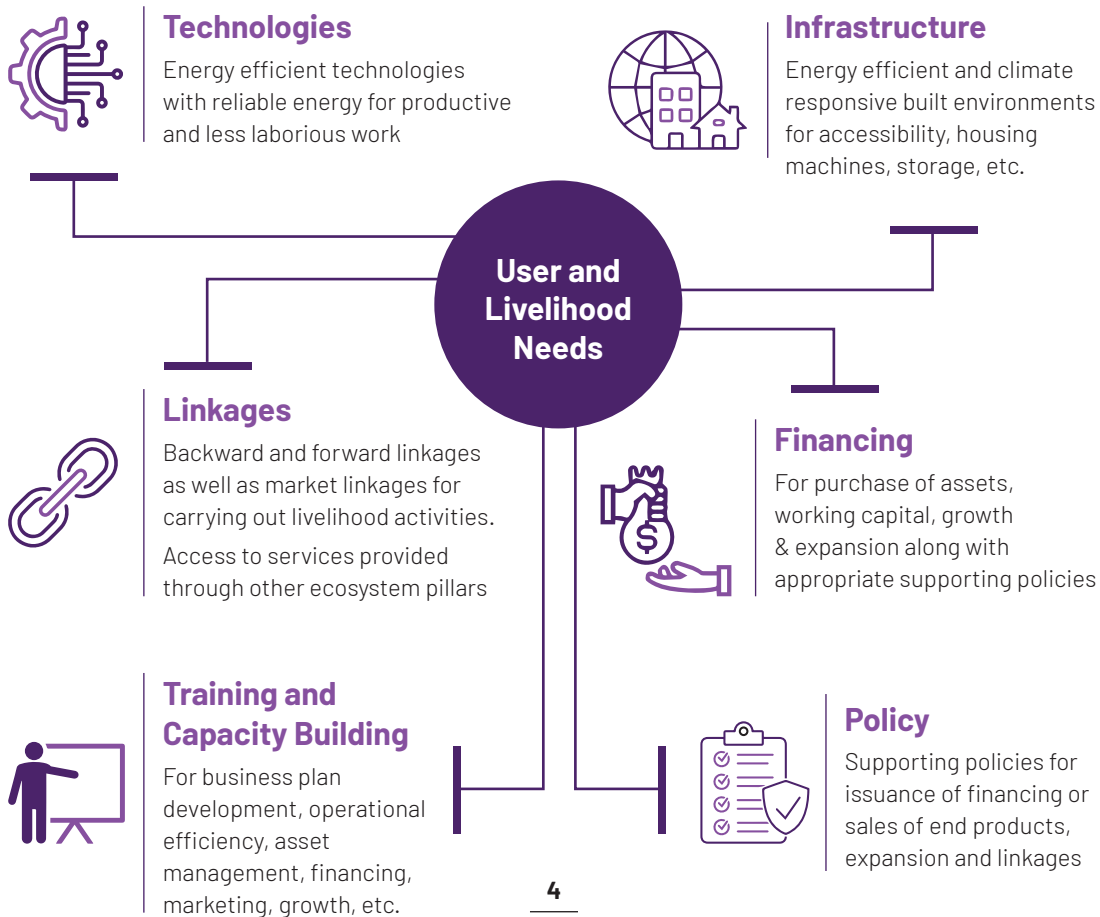 Technologies
Energy efficient technologies
with reliable energy for productive
and less laborious work
Infrastructure
Energy efficient and climate
responsive built environments
for accessibility, housing
machines, storage, etc.
User and
Livelihood
Needs
Linkages
Backward and forward linkages
as well as market linkages for
carrying out livelihood activities.
Access to services provided
through other ecosystem pillars
Financing
For purchase of assets,
working capital, growth
& expansion along with
appropriate supporting policies
$
Training and
Capacity Building
For business plan
development, operational
efficiency, asset
management, financing,
marketing, growth, etc.
Policy
Supporting policies for
issuance of financing or
sales of end products,
expansion and linkages
4